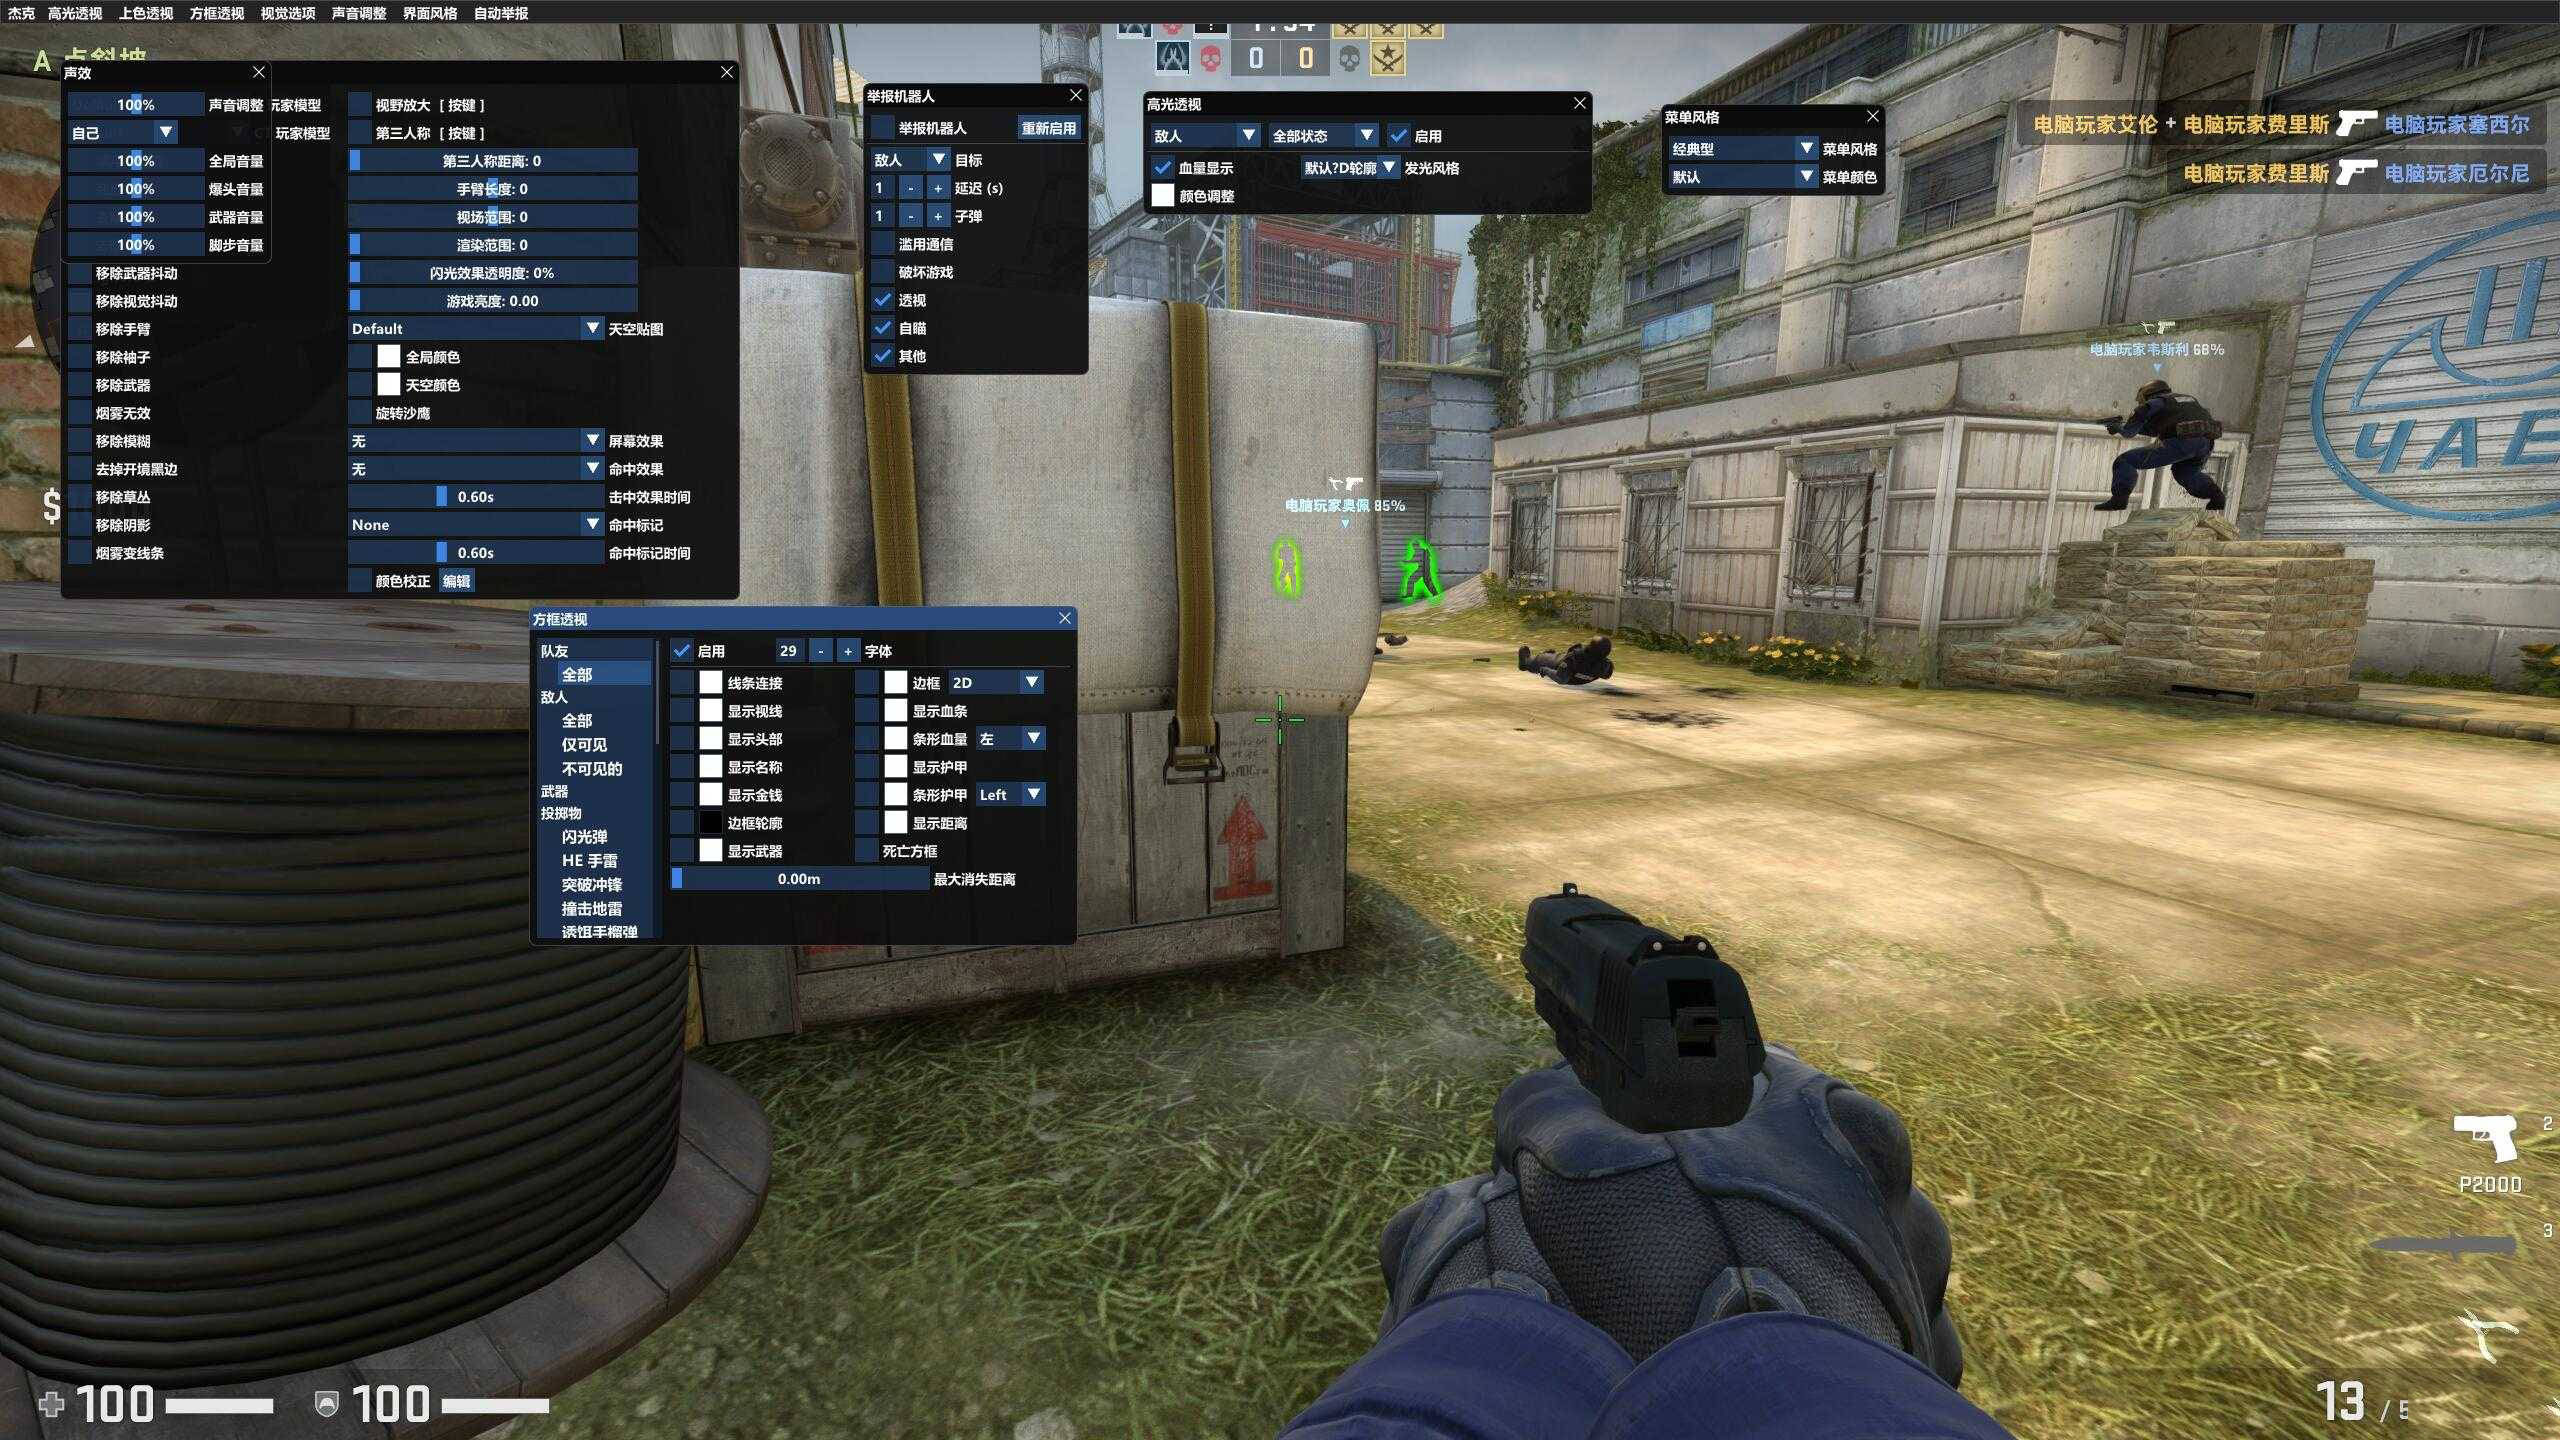 杰克 高光透视 上色透视 方框透视 视觉选项 声音调整 界面风格 自动举报
A 点斜坡
0 0
声效
100% 声音调整
自己
100% 全局音量
100% 爆头音量
100% 武器音量
100% 脚步音量
玩家模型
玩家模型
移除武器抖动
移除视觉抖动
移除手臂
移除袖子
移除武器
烟雾无效
移除模糊
去掉开境黑边
移除草丛
移除阴影
烟雾变线条
视野放大 [ 按键 ]
第三人称 [ 按键 ]
第三人称距离: 0
手臂长度: 0
视场范围: 0
渲染范围: 0
闪光效果透明度: 0%
游戏亮度: 0.00
Default 天空贴图
全局颜色
天空颜色
旋转沙鹰
无 屏幕效果
无 命中效果
0.60s 击中效果时间
None 命中标记
0.60s 命中标记时间
颜色校正 编辑
举报机器人
举报机器人 重新启用
敌人 目标
1 - + 延迟 (s)
1 - + 子弹
滥用通信
破坏游戏
透视
自瞄
其他
高光透视
敌人 全部状态 启用
血量显示 默认?D轮廓 发光风格
颜色调整
菜单风格
经典型 菜单风格
默认 菜单颜色
电脑玩家艾伦 + 电脑玩家费里斯 电脑玩家塞西尔
电脑玩家费里斯 电脑玩家厄尔尼
电脑玩家韦斯利 68%
电脑玩家奥佩 85%
ЧАЕ
$
方框透视
队友
全部
敌人
全部
仅可见
不可见的
武器
投掷物
闪光弹
HE 手雷
突破冲锋
撞击地雷
诱饵手榴弹
启用 29 - + 字体
线条连接 边框 2D
显示视线 显示血条
显示头部 条形血量 左
显示名称 显示护甲
显示金钱 条形护甲 Left
边框轮廓 显示距离
显示武器 死亡方框
0.00m 最大消失距离
2
P2000
3
100 100
13 / 5